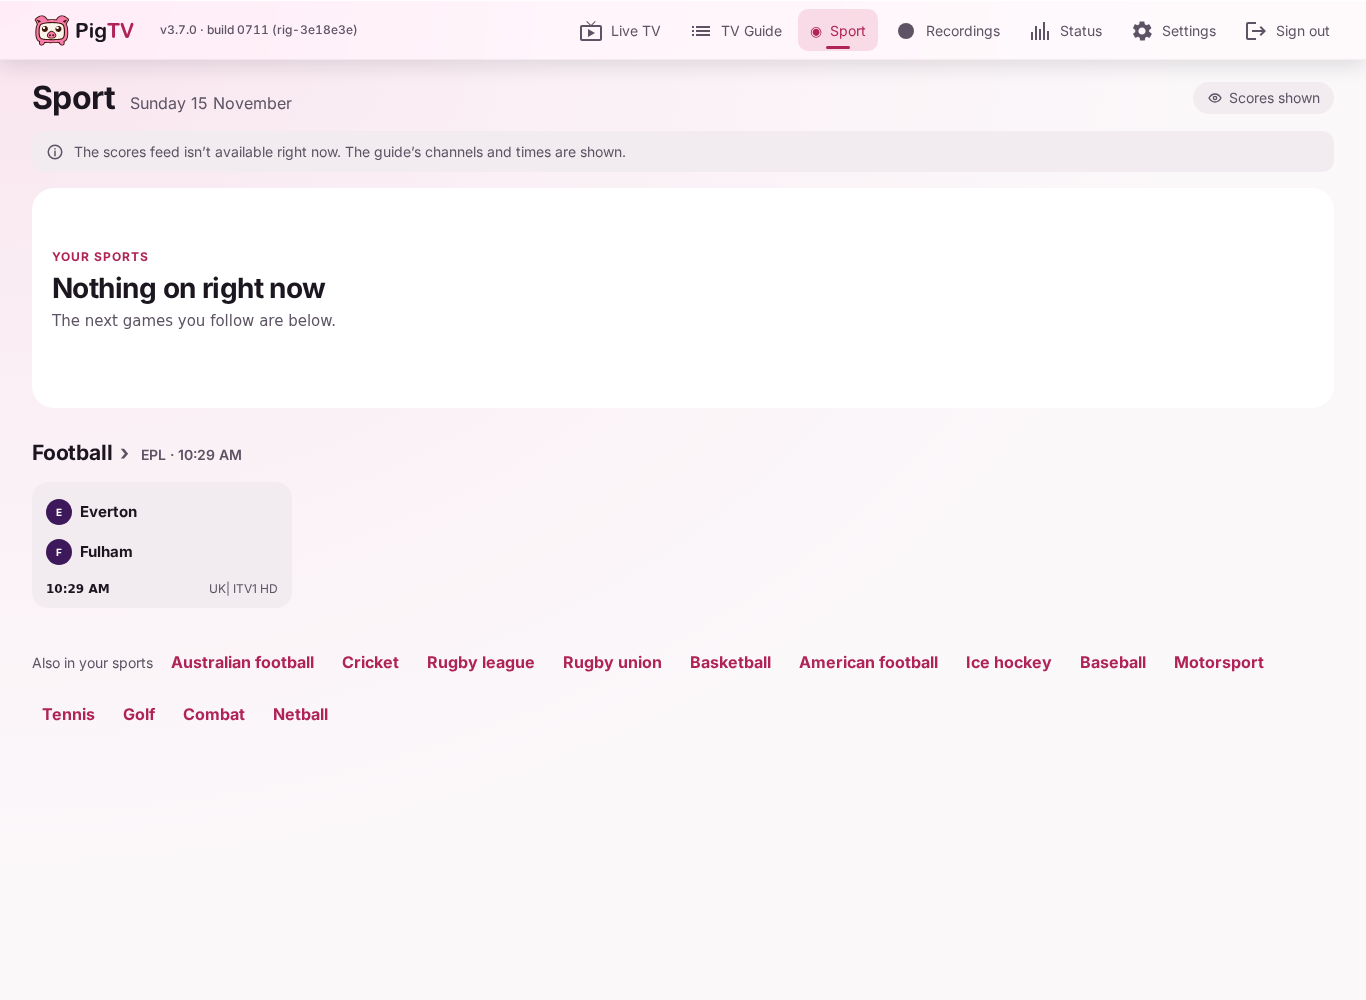 PigTV
v3.7.0 · build 0711 (rig-3e18e3e)
Live TV
TV Guide
Sport
Recordings
Status
Settings
Sign out
Sport
Sunday 15 November
Scores shown
The scores feed isn’t available right now. The guide’s channels and times are shown.
YOUR SPORTS
Nothing on right now
The next games you follow are below.
Football
EPL · 10:29 AM
E
Everton
F
Fulham
10:29 AM
UK| ITV1 HD
Also in your sports Australian football Cricket Rugby league Rugby union Basketball American football Ice hockey Baseball Motorsport
Tennis Golf Combat Netball